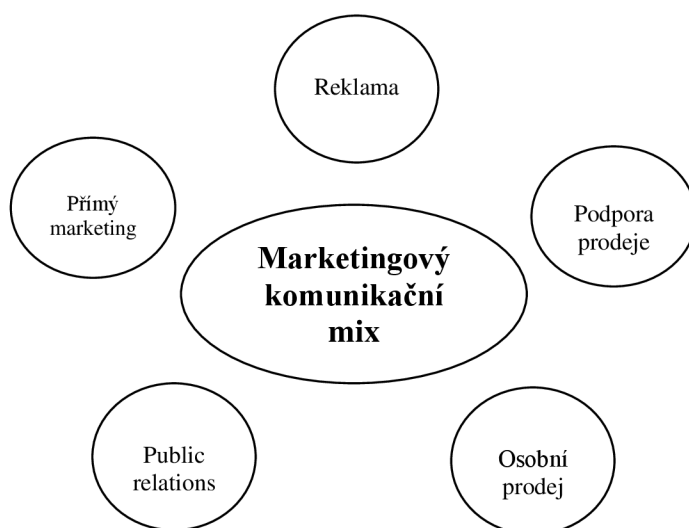 Reklama
Přímý
marketing
Podpora
prodeje
Marketingový
komunikační
mix
Public
relations
Osobní
prodej